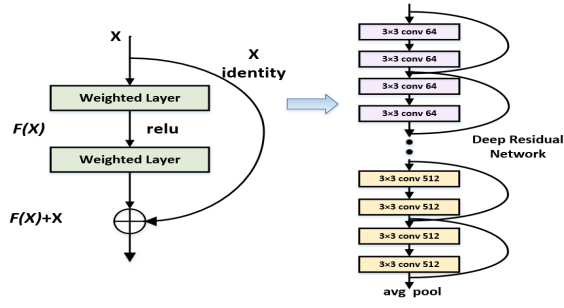 X
X
identity
Weighted Layer
F(X)
relu
Weighted Layer
F(X)+X
3×3 conv 64
3×3 conv 64
3×3 conv 64
3×3 conv 64
Deep Residual
Network
3×3 conv 512
3×3 conv 512
3×3 conv 512
3×3 conv 512
avg pool